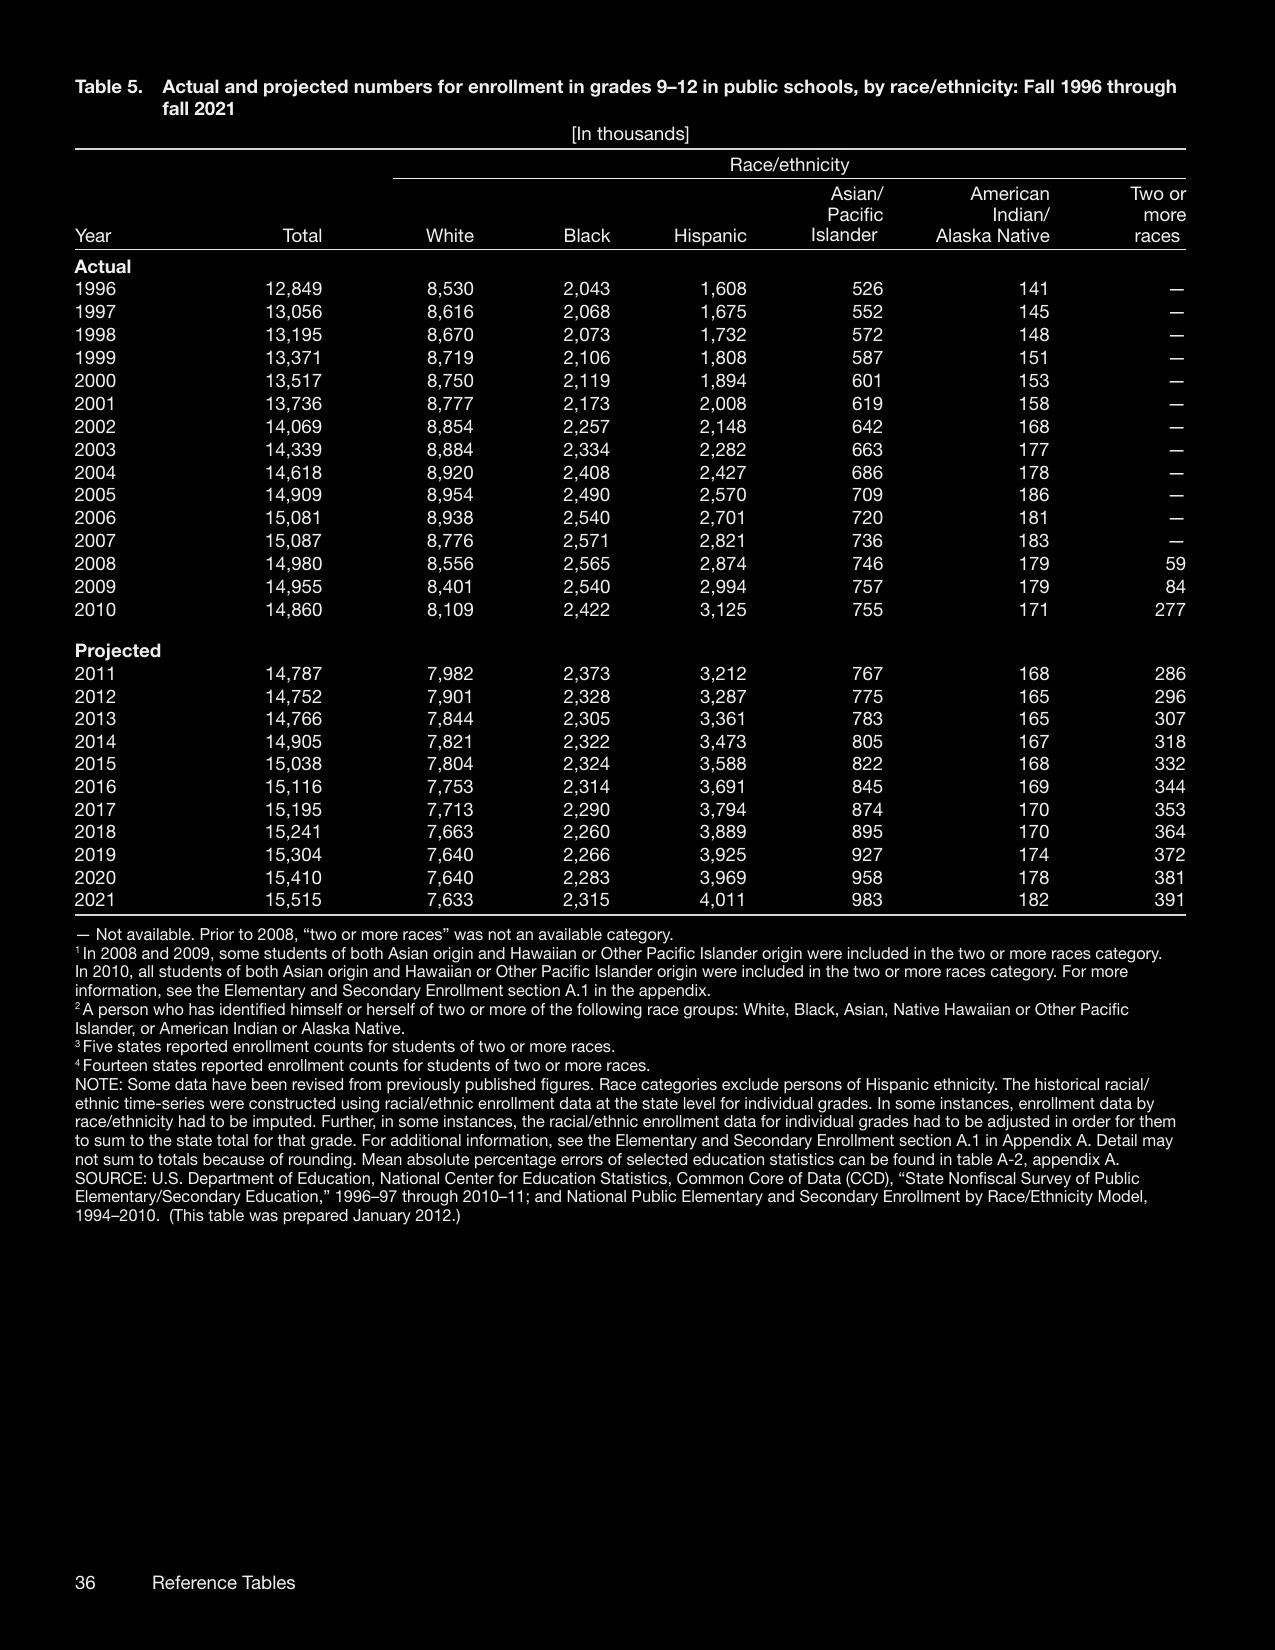 Table 5. Actual and projected numbers for enrollment in grades 9–12 in public schools, by race/ethnicity: Fall 1996 through
fall 2021
[In thousands]
Race/ethnicity
Year Total White Black Hispanic Asian/Pacific Islander American Indian/Alaska Native Two or more races
Actual
1996 12,849 8,530 2,043 1,608 526 141 —
1997 13,056 8,616 2,068 1,675 552 145 —
1998 13,195 8,670 2,073 1,732 572 148 —
1999 13,371 8,719 2,106 1,808 587 151 —
2000 13,517 8,750 2,119 1,894 601 153 —
2001 13,736 8,777 2,173 2,008 619 158 —
2002 14,069 8,854 2,257 2,148 642 168 —
2003 14,339 8,884 2,334 2,282 663 177 —
2004 14,618 8,920 2,408 2,427 686 178 —
2005 14,909 8,954 2,490 2,570 709 186 —
2006 15,081 8,938 2,540 2,701 720 181 —
2007 15,087 8,776 2,571 2,821 736 183 —
2008 14,980 8,556 2,565 2,874 746 179 59
2009 14,955 8,401 2,540 2,994 757 179 84
2010 14,860 8,109 2,422 3,125 755 171 277
Projected
2011 14,787 7,982 2,373 3,212 767 168 286
2012 14,752 7,901 2,328 3,287 775 165 296
2013 14,766 7,844 2,305 3,361 783 165 307
2014 14,905 7,821 2,322 3,473 805 167 318
2015 15,038 7,804 2,324 3,588 822 168 332
2016 15,116 7,753 2,314 3,691 845 169 344
2017 15,195 7,713 2,290 3,794 874 170 353
2018 15,241 7,663 2,260 3,889 895 170 364
2019 15,304 7,640 2,266 3,925 927 174 372
2020 15,410 7,640 2,283 3,969 958 178 381
2021 15,515 7,633 2,315 4,011 983 182 391
— Not available. Prior to 2008, “two or more races” was not an available category.
1 In 2008 and 2009, some students of both Asian origin and Hawaiian or Other Pacific Islander origin were included in the two or more races category.
In 2010, all students of both Asian origin and Hawaiian or Other Pacific Islander origin were included in the two or more races category. For more
information, see the Elementary and Secondary Enrollment section A.1 in the appendix.
2 A person who has identified himself or herself of two or more of the following race groups: White, Black, Asian, Native Hawaiian or Other Pacific
Islander, or American Indian or Alaska Native.
3 Five states reported enrollment counts for students of two or more races.
4 Fourteen states reported enrollment counts for students of two or more races.
NOTE: Some data have been revised from previously published figures. Race categories exclude persons of Hispanic ethnicity. The historical racial/
ethnic time-series were constructed using racial/ethnic enrollment data at the state level for individual grades. In some instances, enrollment data by
race/ethnicity had to be imputed. Further, in some instances, the racial/ethnic enrollment data for individual grades had to be adjusted in order for them
to sum to the state total for that grade. For additional information, see the Elementary and Secondary Enrollment section A.1 in Appendix A. Detail may
not sum to totals because of rounding. Mean absolute percentage errors of selected education statistics can be found in table A-2, appendix A.
SOURCE: U.S. Department of Education, National Center for Education Statistics, Common Core of Data (CCD), “State Nonfiscal Survey of Public
Elementary/Secondary Education,” 1996–97 through 2010–11; and National Public Elementary and Secondary Enrollment by Race/Ethnicity Model,
1994–2010. (This table was prepared January 2012.)
36 Reference Tables